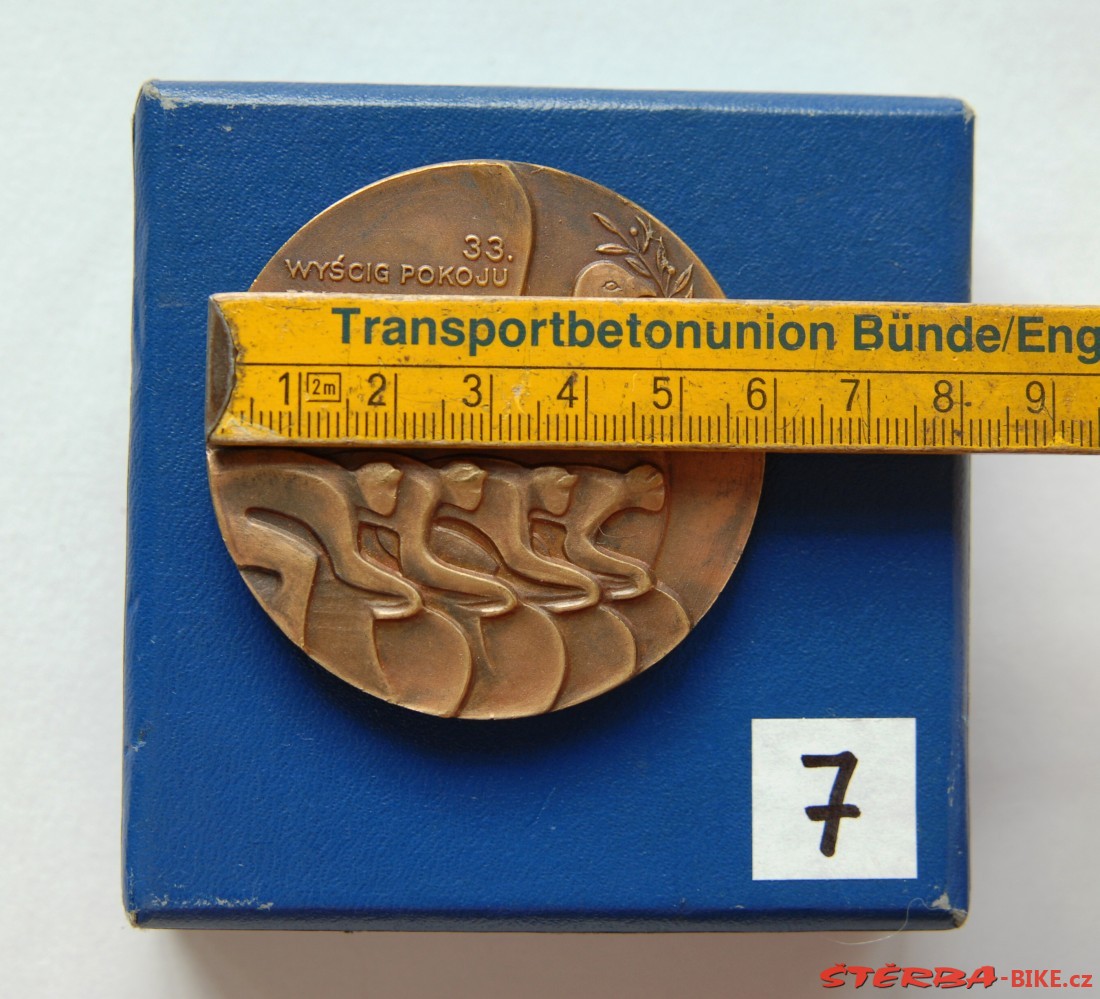 33.
WYŚCIG POKOJU
Transportbetonunion Bünde/Eng
1 2m 2 3 4 5 6 7 8 9
7
ŠTĚRBA-BIKE.cz